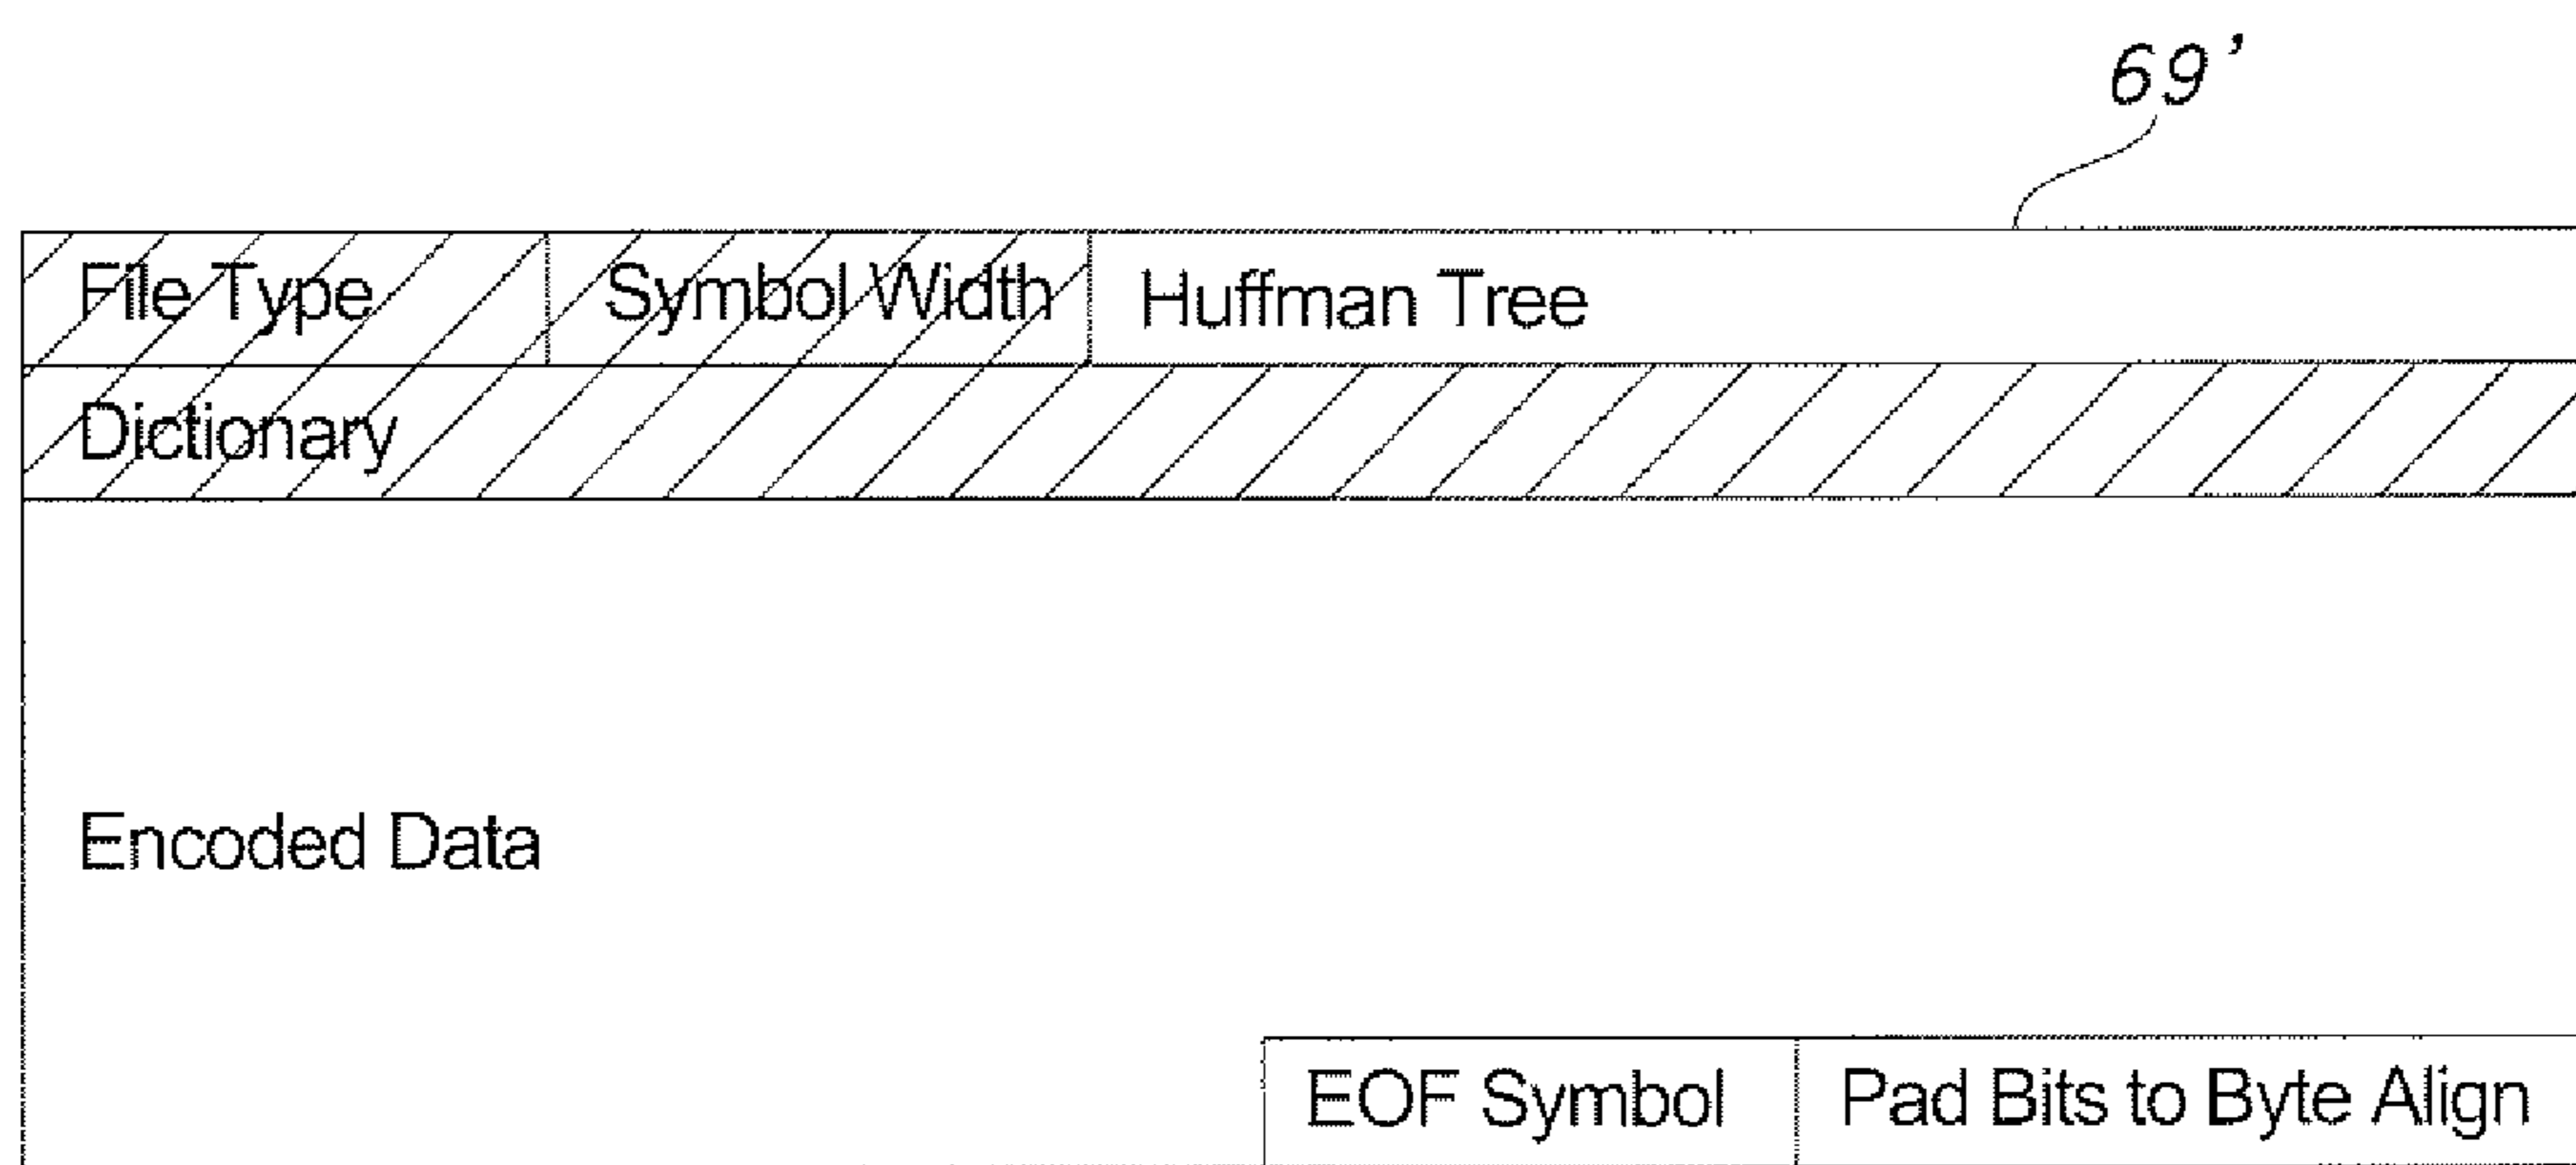 69'
File Type Symbol Width Huffman Tree
Dictionary
Encoded Data
EOF Symbol Pad Bits to Byte Align